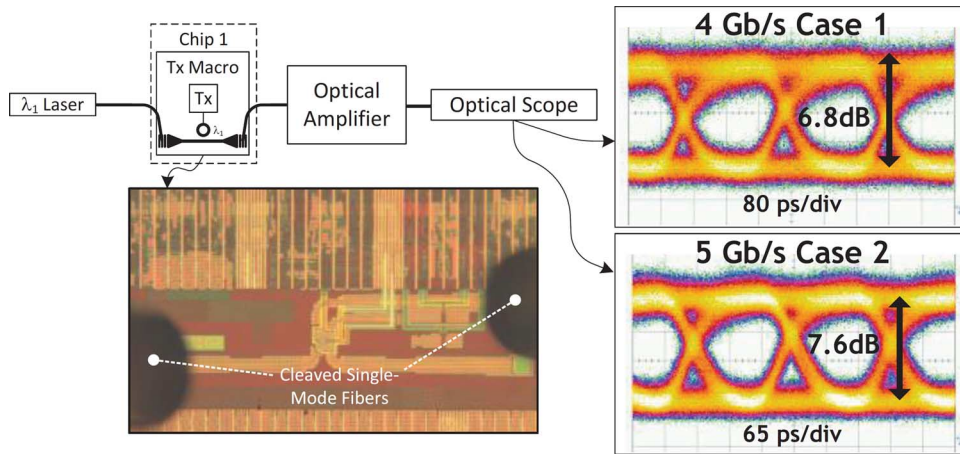 Chip 1
Tx Macro
Tx
λ₁
λ₁ Laser
Optical
Amplifier
Optical Scope
Cleaved Single-
Mode Fibers
4 Gb/s Case 1
6.8dB
80 ps/div
5 Gb/s Case 2
7.6dB
65 ps/div